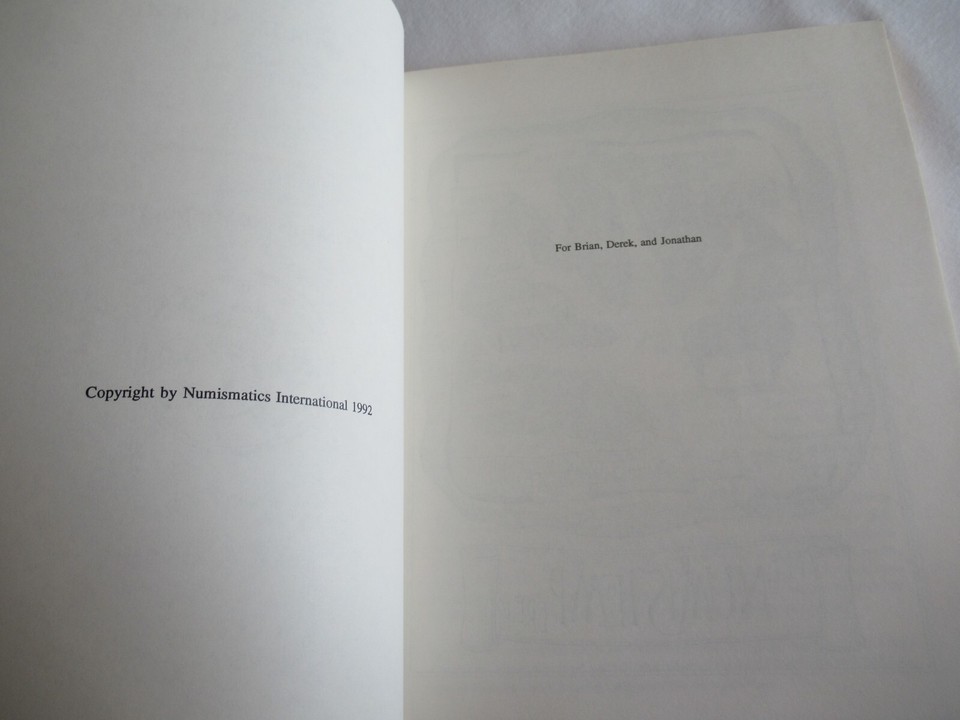 Copyright by Numismatics International 1992
For Brian, Derek, and Jonathan